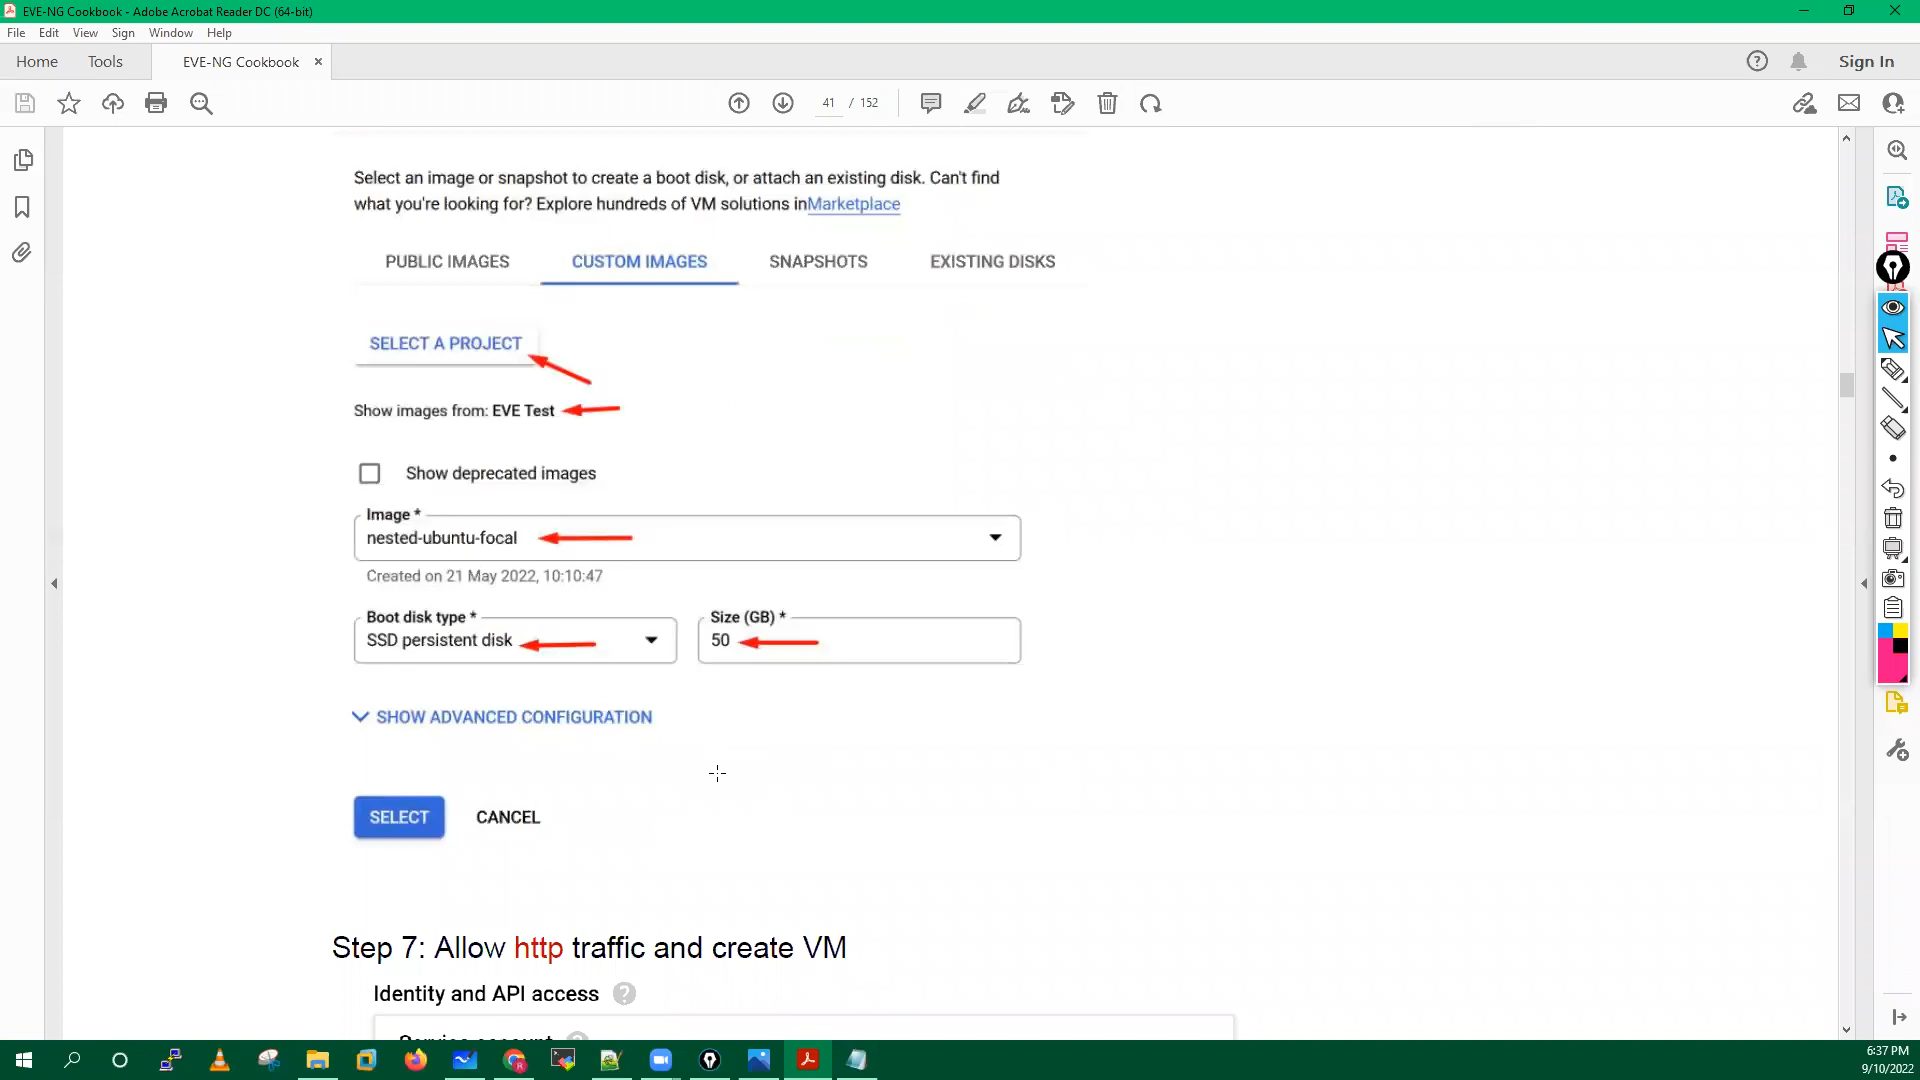 EVE-NG Cookbook - Adobe Acrobat Reader DC (64-bit)
File Edit View Sign Window Help
Home Tools EVE-NG Cookbook × Sign In
41 / 152
Select an image or snapshot to create a boot disk, or attach an existing disk. Can't find
what you're looking for? Explore hundreds of VM solutions inMarketplace
PUBLIC IMAGES CUSTOM IMAGES SNAPSHOTS EXISTING DISKS
SELECT A PROJECT
Show images from: EVE Test
Show deprecated images
Image *
nested-ubuntu-focal
Created on 21 May 2022, 10:10:47
Boot disk type * Size (GB) *
SSD persistent disk 50
SHOW ADVANCED CONFIGURATION
SELECT CANCEL
Step 7: Allow http traffic and create VM
Identity and API access ?
6:37 PM
9/10/2022